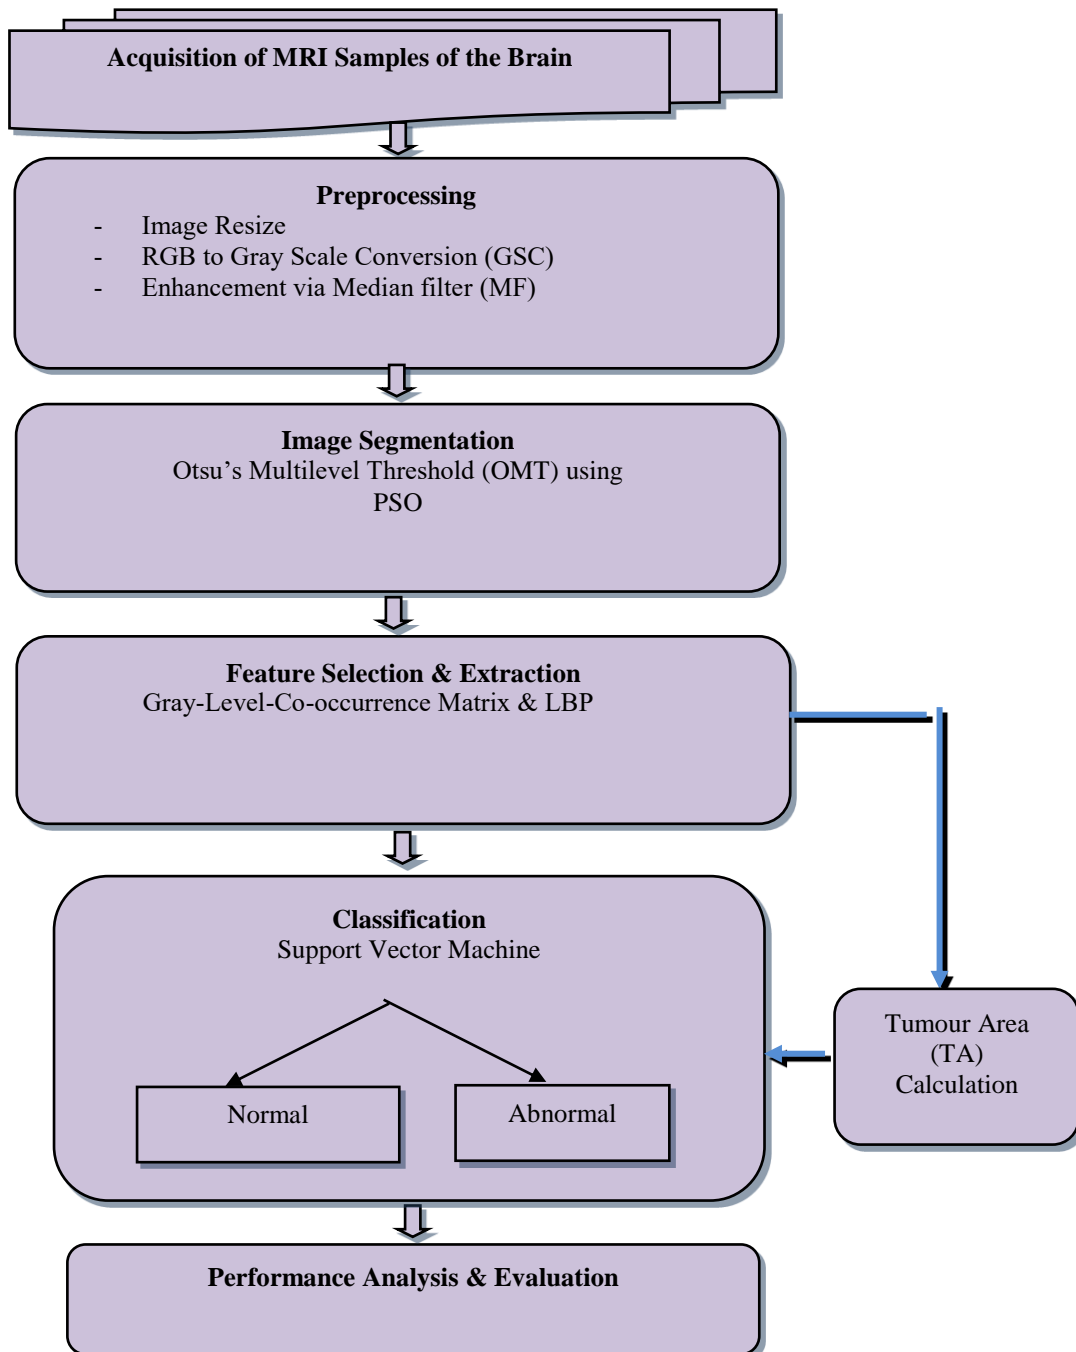 Acquisition of MRI Samples of the Brain
Preprocessing
- Image Resize
- RGB to Gray Scale Conversion (GSC)
- Enhancement via Median filter (MF)
Image Segmentation
Otsu’s Multilevel Threshold (OMT) using
PSO
Feature Selection & Extraction
Gray-Level-Co-occurrence Matrix & LBP
Classification
Support Vector Machine
Normal
Abnormal
Tumour Area
(TA)
Calculation
Performance Analysis & Evaluation